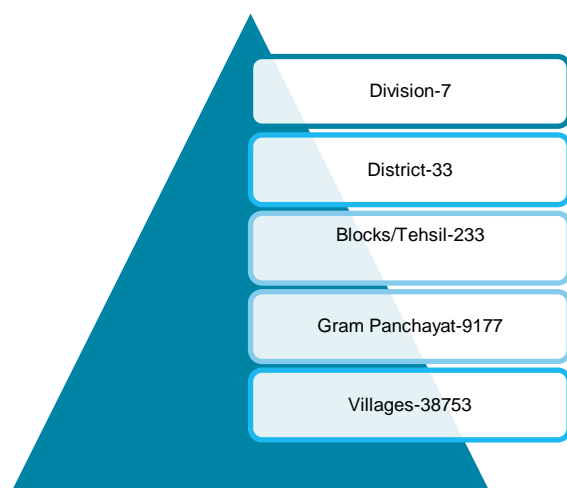 Division-7
District-33
Blocks/Tehsil-233
Gram Panchayat-9177
Villages-38753